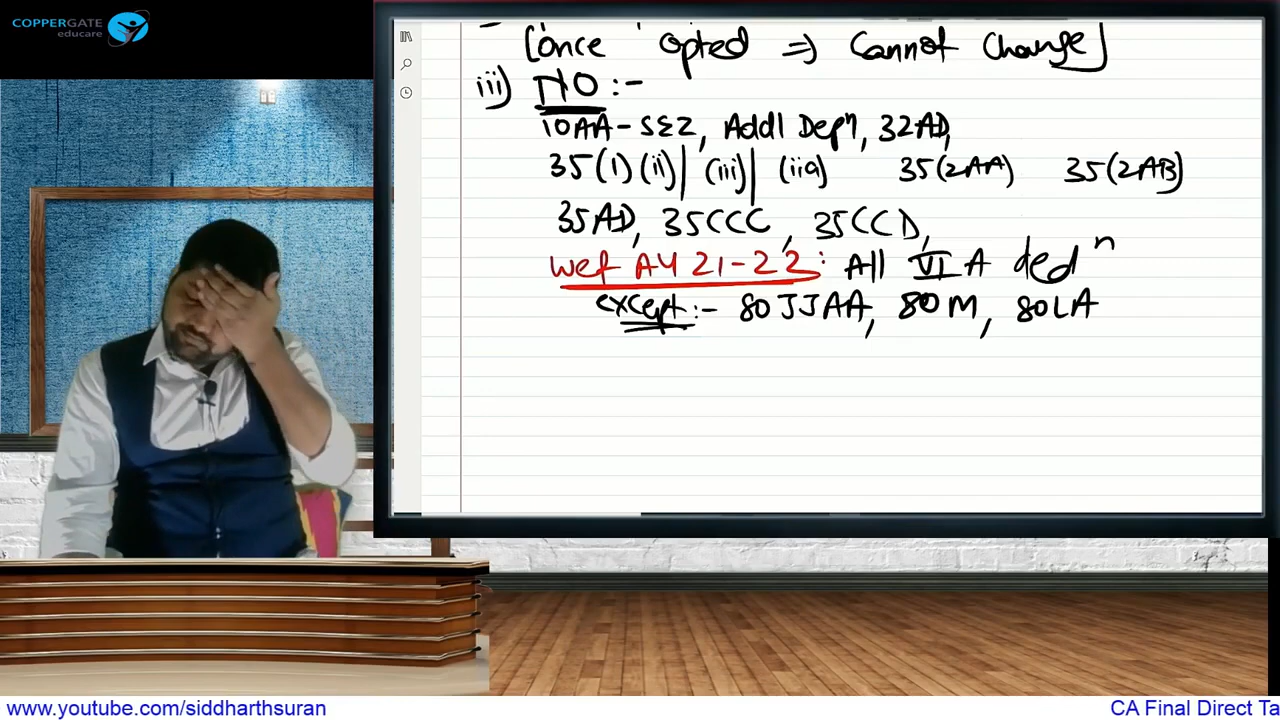 COPPERGATE
educare
[Once opted => Cannot Change]
iii) NO :-
10AA - SEZ, Addl Depn, 32AD,
35(1)(ii)| (iii)| (iia) 35(2AA) 35(2AB)
35AD, 35CCC, 35CCD,
wef AY 21-22: All VI A dedn
except :- 80JJAA, 80M, 80LA
www.youtube.com/siddharthsuran
CA Final Direct Ta